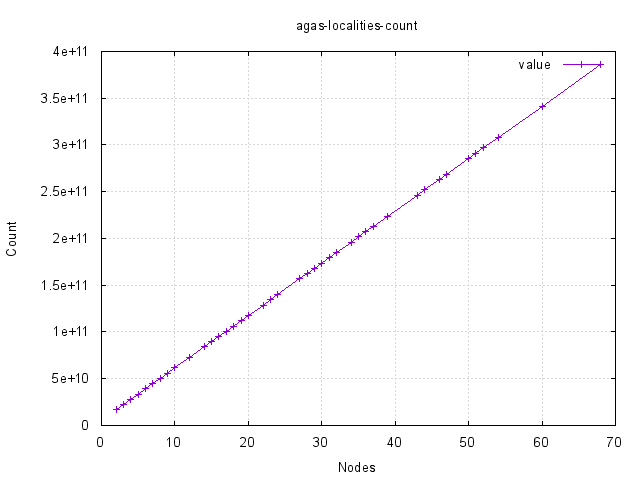 agas-localities-count
value
Count
4e+11
3.5e+11
3e+11
2.5e+11
2e+11
1.5e+11
1e+11
5e+10
0
0 10 20 30 40 50 60 70
Nodes